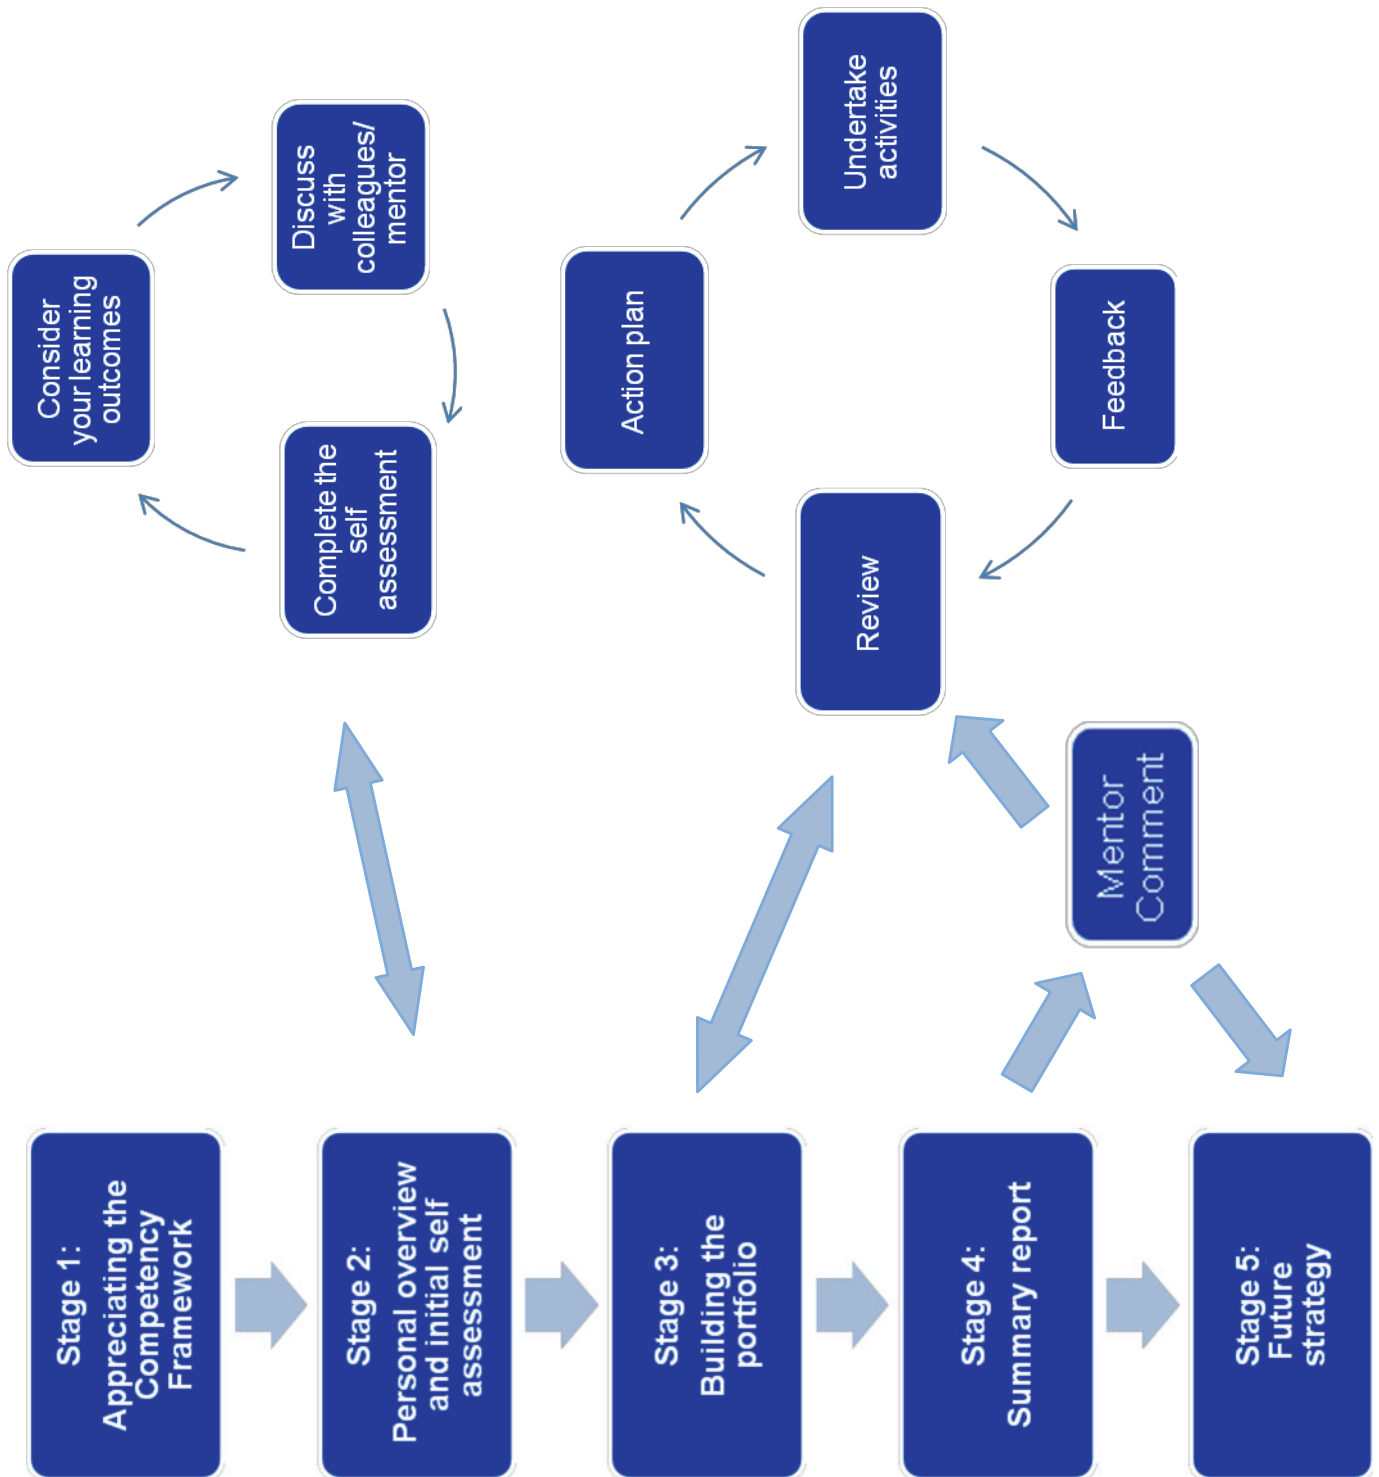 Stage 1:
Appreciating the
Competency
Framework
Stage 2:
Personal overview
and initial self
assessment
Stage 3:
Building the
portfolio
Stage 4:
Summary report
Stage 5:
Future
strategy
Consider
your learning
outcomes
Discuss
with
colleagues/
mentor
Complete the
self
assessment
Action plan
Undertake
activities
Feedback
Review
Mentor
Comment